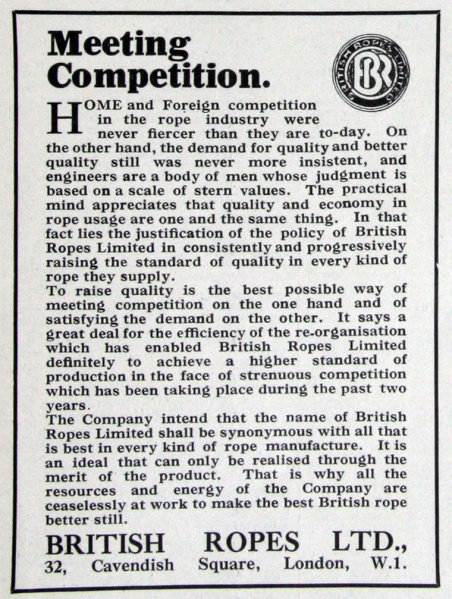 Meeting
Competition.
BRITISH ROPES LIMITED
BR
HOME and Foreign competition
in the rope industry were
never fiercer than they are to-day. On
the other hand, the demand for quality and better
quality still was never more insistent, and
engineers are a body of men whose judgment is
based on a scale of stern values. The practical
mind appreciates that quality and economy in
rope usage are one and the same thing. In that
fact lies the justification of the policy of British
Ropes Limited in consistently and progressively
raising the standard of quality in every kind of
rope they supply.
To raise quality is the best possible way of
meeting competition on the one hand and of
satisfying the demand on the other. It says a
great deal for the efficiency of the re-organisation
which has enabled British Ropes Limited
definitely to achieve a higher standard of
production in the face of strenuous competition
which has been taking place during the past two
years.
The Company intend that the name of British
Ropes Limited shall be synonymous with all that
is best in every kind of rope manufacture. It is
an ideal that can only be realised through the
merit of the product. That is why all the
resources and energy of the Company are
ceaselessly at work to make the best British rope
better still.
BRITISH ROPES LTD.,
32, Cavendish Square, London, W.1.